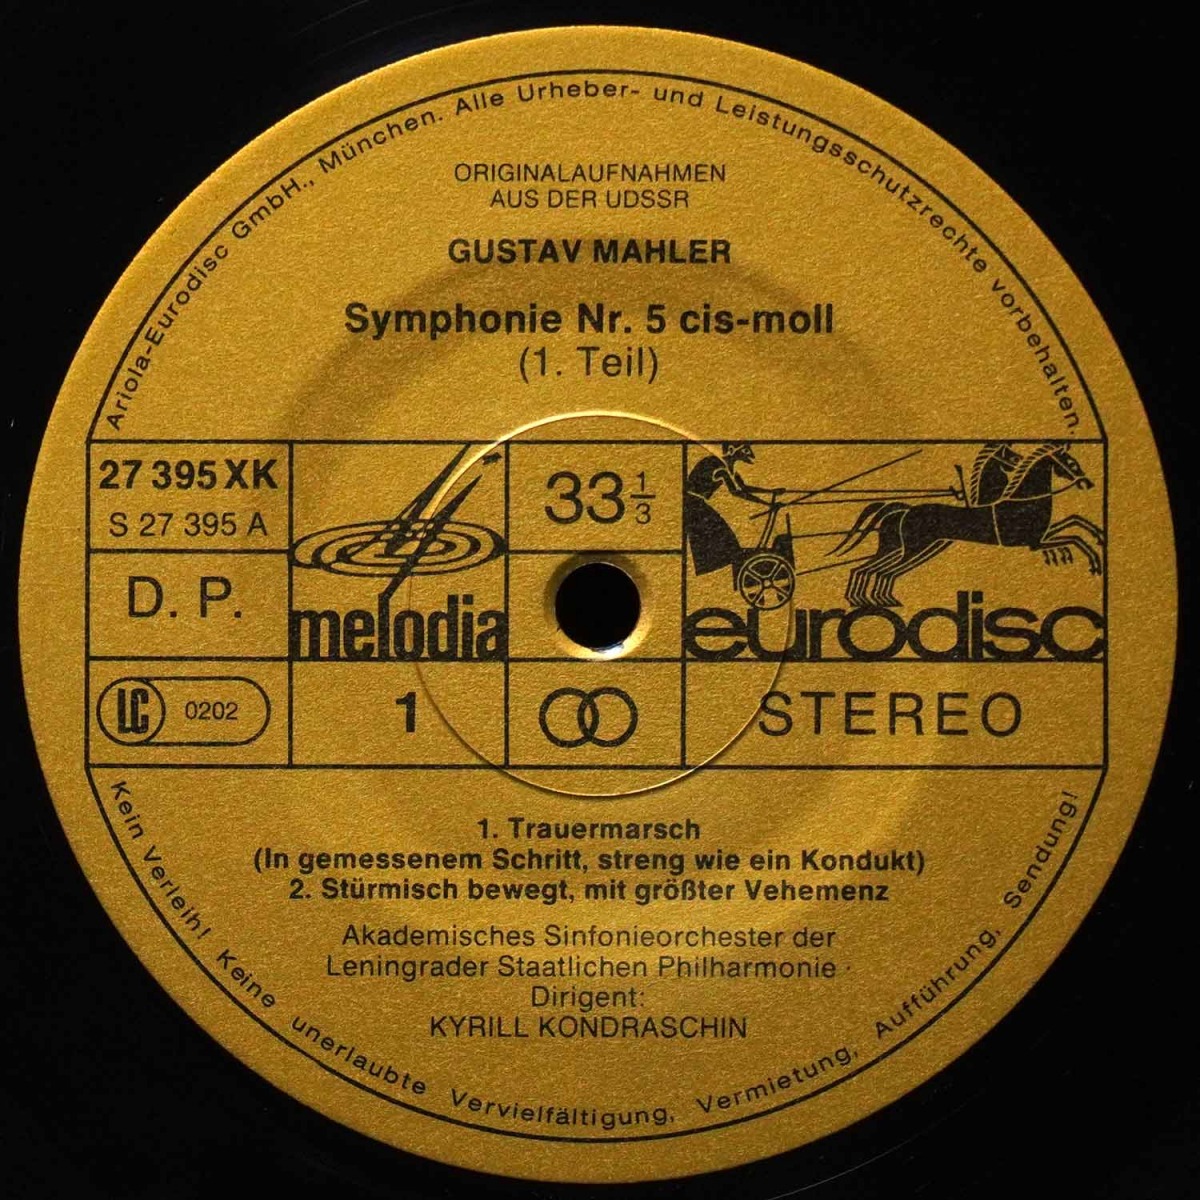 Ariola-Eurodisc GmbH., München. Alle Urheber- und Leistungsschutzrechte vorbehalten.
ORIGINALAUFNAHMEN
AUS DER UDSSR
GUSTAV MAHLER
Symphonie Nr. 5 cis-moll
(1. Teil)
27 395 XK
S 27 395 A
D. P.
LC 0202
melodia
1
33 1/3
eurodisc
STEREO
1. Trauermarsch
(In gemessenem Schritt, streng wie ein Kondukt)
2. Stürmisch bewegt, mit größter Vehemenz
Akademisches Sinfonieorchester der
Leningrader Staatlichen Philharmonie ·
Dirigent:
KYRILL KONDRASCHIN
Kein Verleih! Keine unerlaubte Vervielfältigung, Vermietung, Aufführung, Sendung!